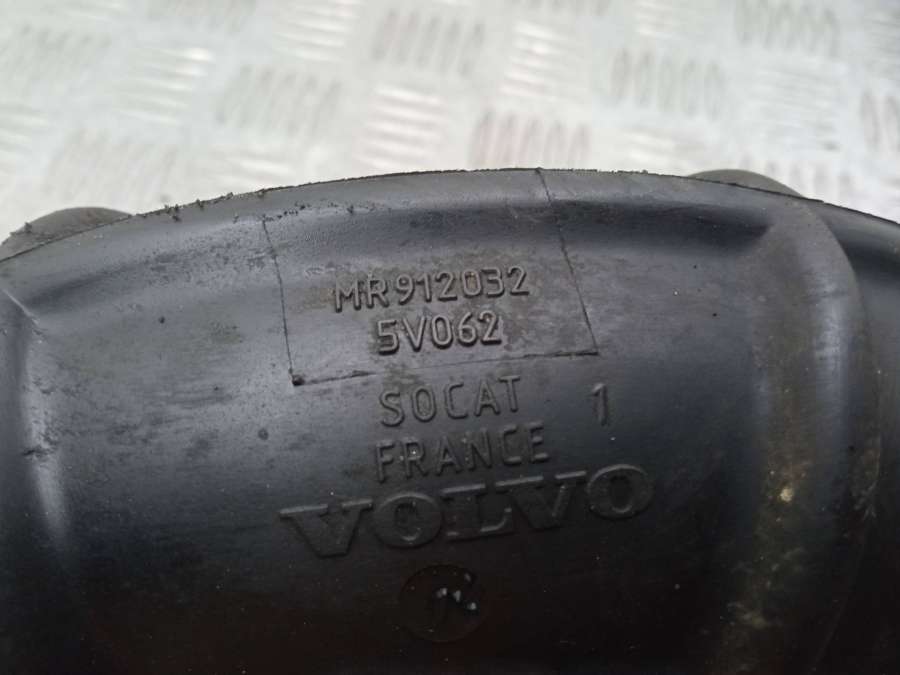 MR912032
5V062
SOCAT 1
FRANCE
VOLVO